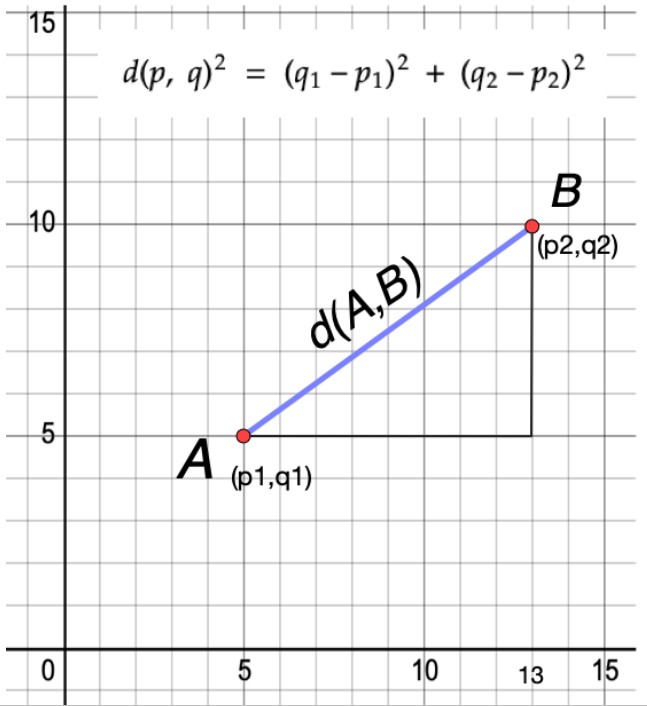 15
d(p, q)² = (q₁ − p₁)² + (q₂ − p₂)²
B
10
(p2,q2)
d(A,B)
5
A
(p1,q1)
0 5 10 13 15